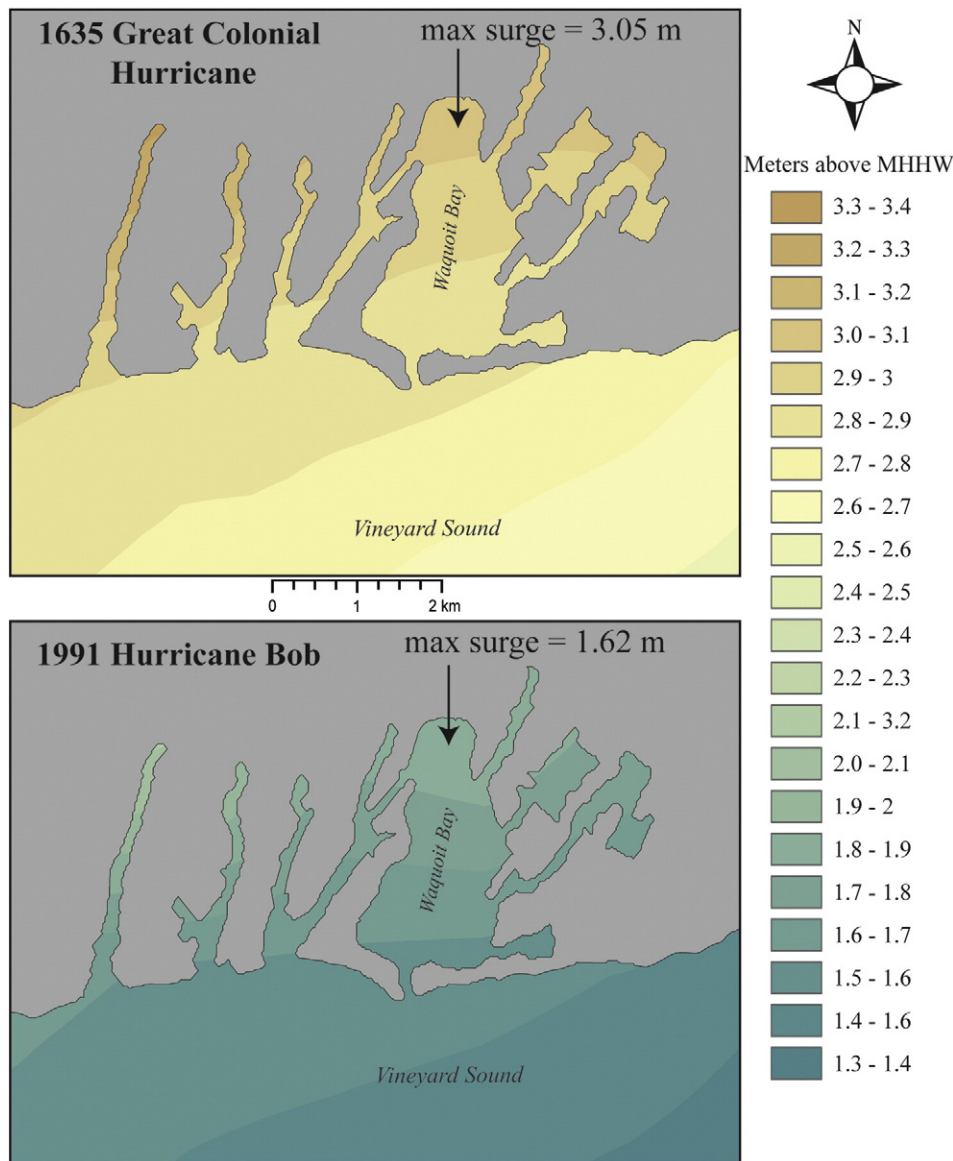 1635 Great Colonial
Hurricane
max surge = 3.05 m
Waquoit Bay
Vineyard Sound
0 1 2 km
N
Meters above MHHW
3.3 - 3.4
3.2 - 3.3
3.1 - 3.2
3.0 - 3.1
2.9 - 3
2.8 - 2.9
2.7 - 2.8
2.6 - 2.7
2.5 - 2.6
2.4 - 2.5
2.3 - 2.4
2.2 - 2.3
2.1 - 3.2
2.0 - 2.1
1.9 - 2
1.8 - 1.9
1.7 - 1.8
1.6 - 1.7
1.5 - 1.6
1.4 - 1.6
1.3 - 1.4
1991 Hurricane Bob
max surge = 1.62 m
Waquoit Bay
Vineyard Sound